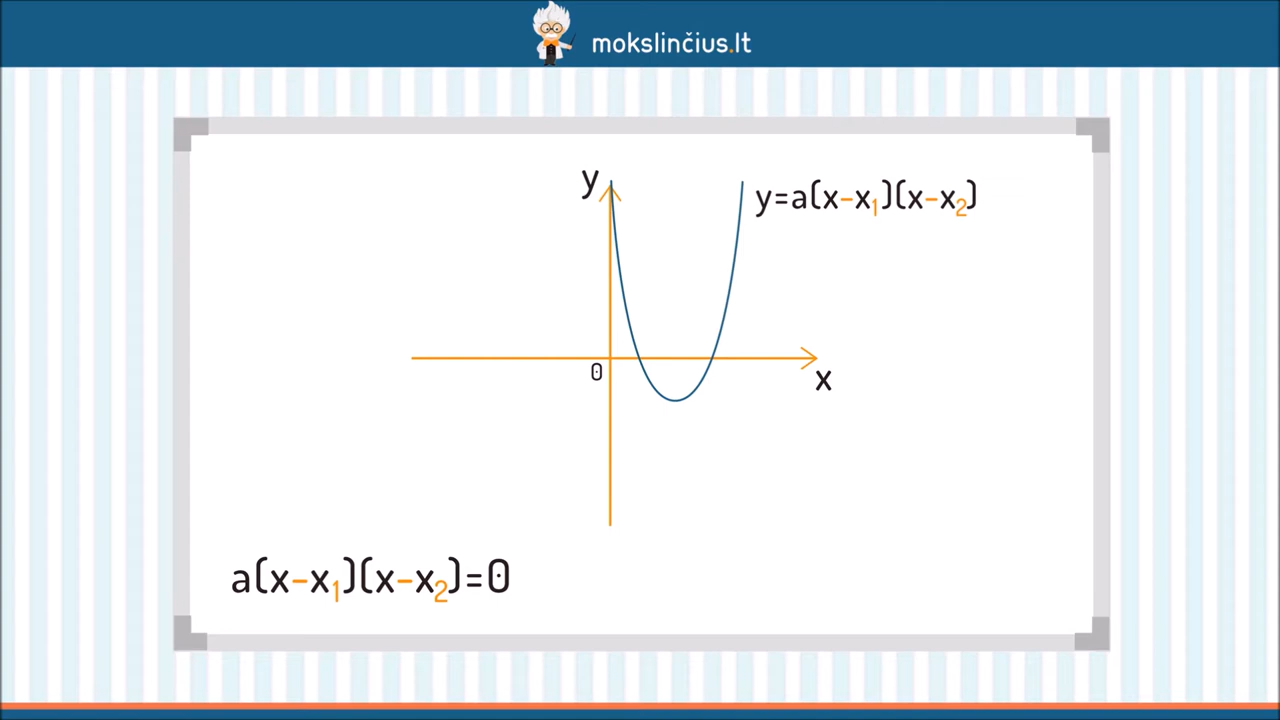 mokslinčius.lt
y
y=a(x-x₁)(x-x₂)
0
x
a(x-x₁)(x-x₂)=0